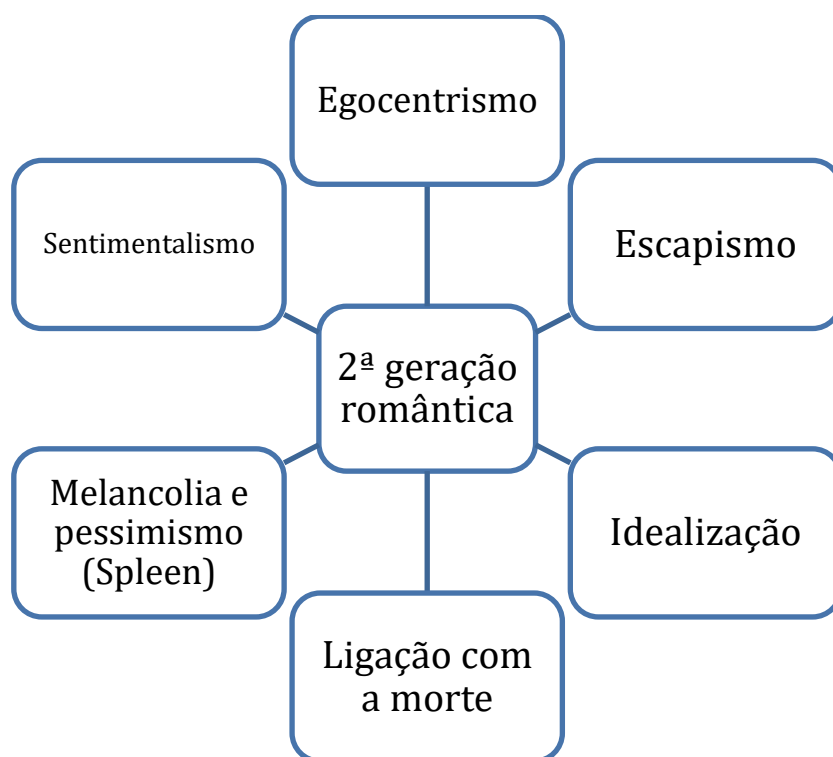 Egocentrismo
Sentimentalismo
Escapismo
2ª geração
romântica
Melancolia e
pessimismo
(Spleen)
Idealização
Ligação com
a morte